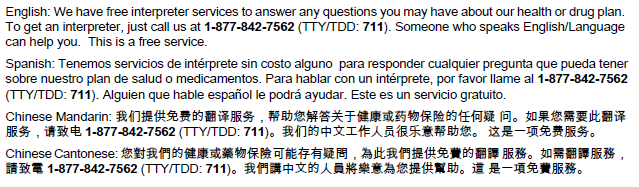 English: We have free interpreter services to answer any questions you may have about our health or drug plan.
To get an interpreter, just call us at 1-877-842-7562 (TTY/TDD: 711). Someone who speaks English/Language
can help you.  This is a free service.
Spanish: Tenemos servicios de intérprete sin costo alguno  para responder cualquier pregunta que pueda tener
sobre nuestro plan de salud o medicamentos. Para hablar con un intérprete, por favor llame al 1-877-842-7562
(TTY/TDD: 711). Alguien que hable español le podrá ayudar. Este es un servicio gratuito.
Chinese Mandarin: 我们提供免费的翻译服务，帮助您解答关于健康或药物保险的任何疑 问。如果您需要此翻译
服务，请致电 1-877-842-7562 (TTY/TDD: 711)。我们的中文工作人员很乐意帮助您。 这是一项免费服务。
Chinese Cantonese: 您對我們的健康或藥物保險可能存有疑問，為此我們提供免費的翻譯 服務。如需翻譯服務，
請致電 1-877-842-7562 (TTY/TDD: 711)。我們講中文的人員將樂意為您提供幫助。這 是一項免費服務。